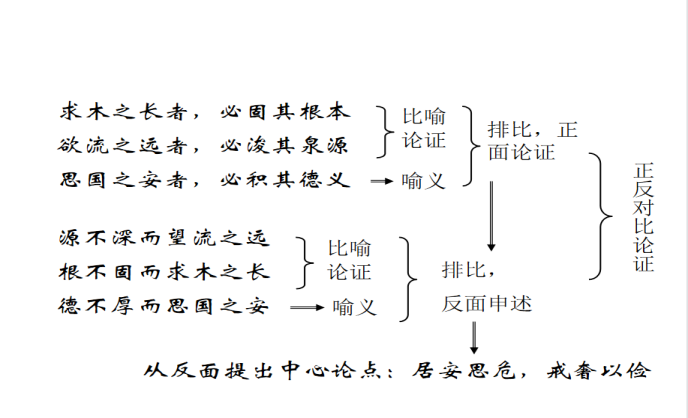 求木之长者，必固其根本
欲流之远者，必浚其泉源
思国之安者，必积其德义
比喻
论证
喻义
排比，正
面论证
源不深而望流之远
根不固而求木之长
德不厚而思国之安
比喻
论证
喻义
排比，
反面申述
正反对比论证
从反面提出中心论点：居安思危，戒奢以俭